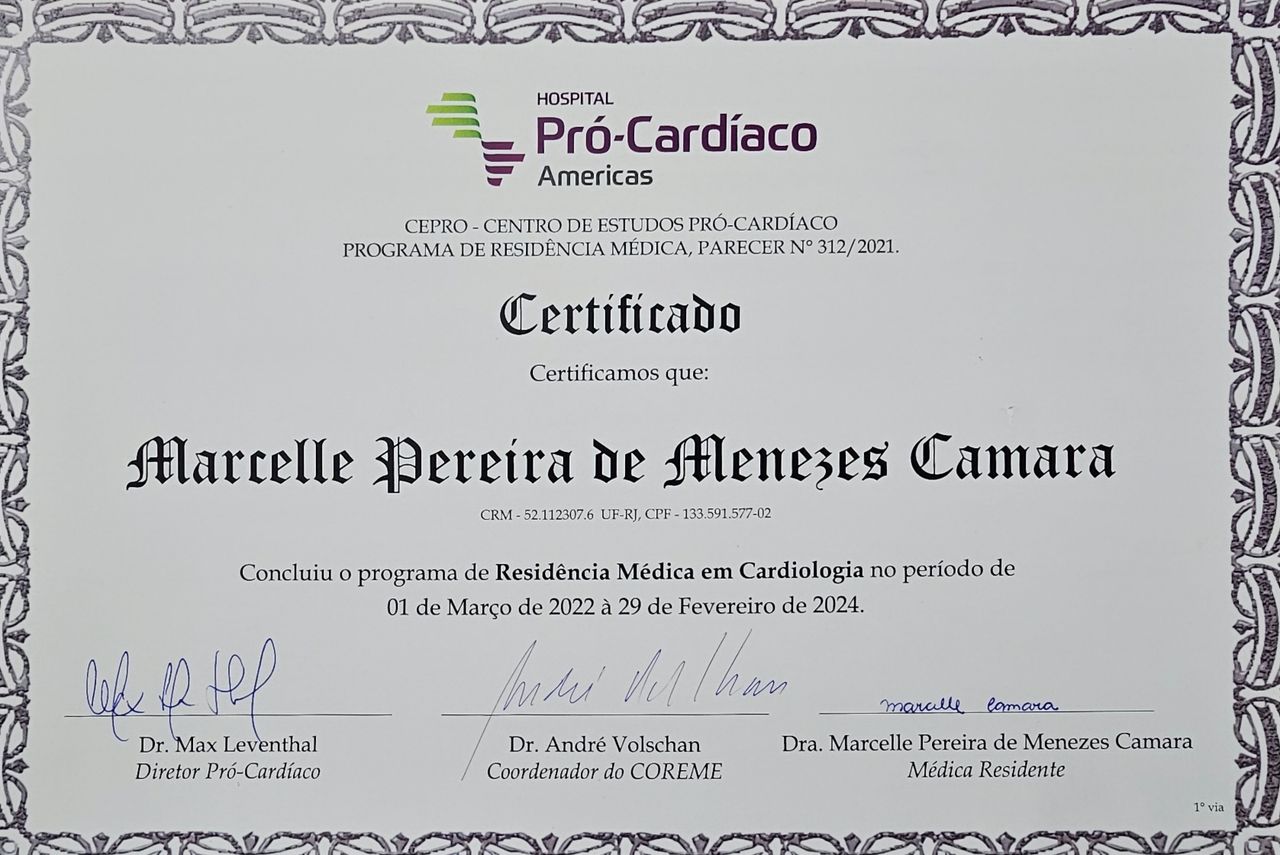 HOSPITAL
Pró-Cardíaco
Americas
CEPRO - CENTRO DE ESTUDOS PRÓ-CARDÍACO
PROGRAMA DE RESIDÊNCIA MÉDICA, PARECER N° 312/2021.
Certificado
Certificamos que:
Marcelle Pereira de Menezes Camara
CRM - 52.112307.6 UF-RJ, CPF - 133.591.577-02
Concluiu o programa de Residência Médica em Cardiologia no período de
01 de Março de 2022 à 29 de Fevereiro de 2024.
marcelle Camara
Dr. Max Leventhal Dr. André Volschan Dra. Marcelle Pereira de Menezes Camara
Diretor Pró-Cardíaco Coordenador do COREME Médica Residente
1° via